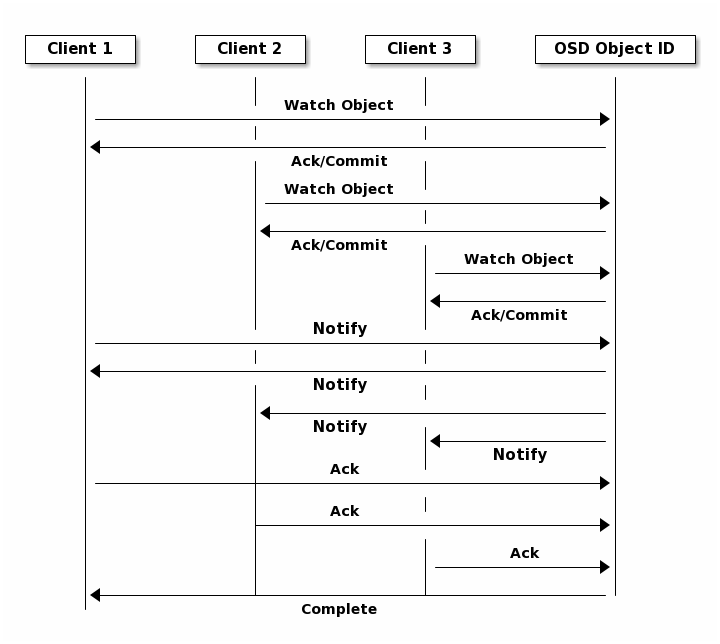 Client 1
Client 2
Client 3
OSD Object ID
Watch Object
Ack/Commit
Watch Object
Ack/Commit
Watch Object
Ack/Commit
Notify
Notify
Notify
Notify
Ack
Ack
Ack
Complete